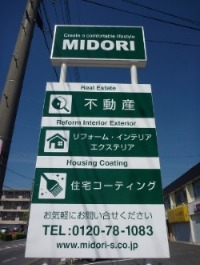 Create a comfortable lifestyle
MIDORI
Real Estate
不動産
Reform Interior Exterior
リフォーム・インテリア
エクステリア
Housing Coating
住宅コーティング
お気軽にお問い合せください
TEL:0120-78-1083
www.midori-s.co.jp